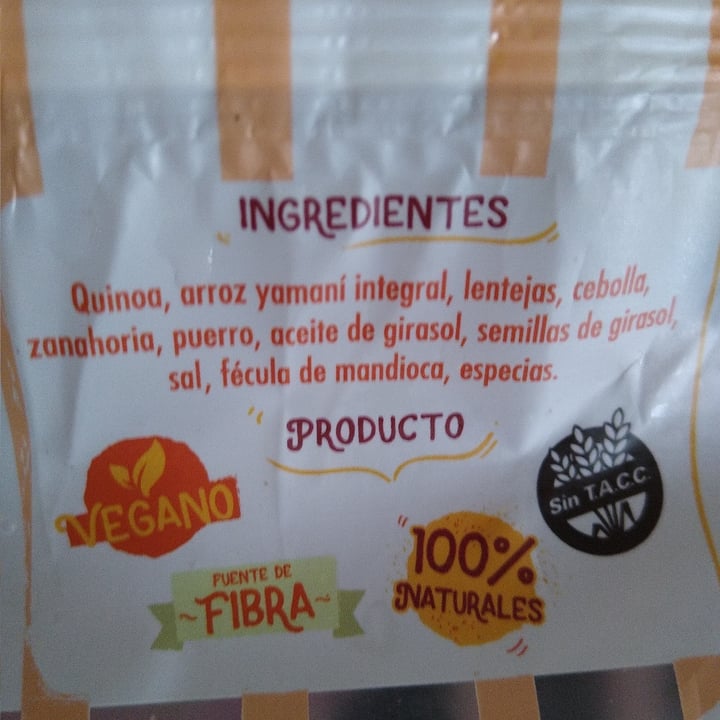 INGREDIENTES
Quinoa, arroz yamaní integral, lentejas, cebolla,
zanahoria, puerro, aceite de girasol, semillas de girasol,
sal, fécula de mandioca, especias.
PRODUCTO
VEGANO
Sin T.A.C.C.
FUENTE DE
~FIBRA~
100%
NATURALES